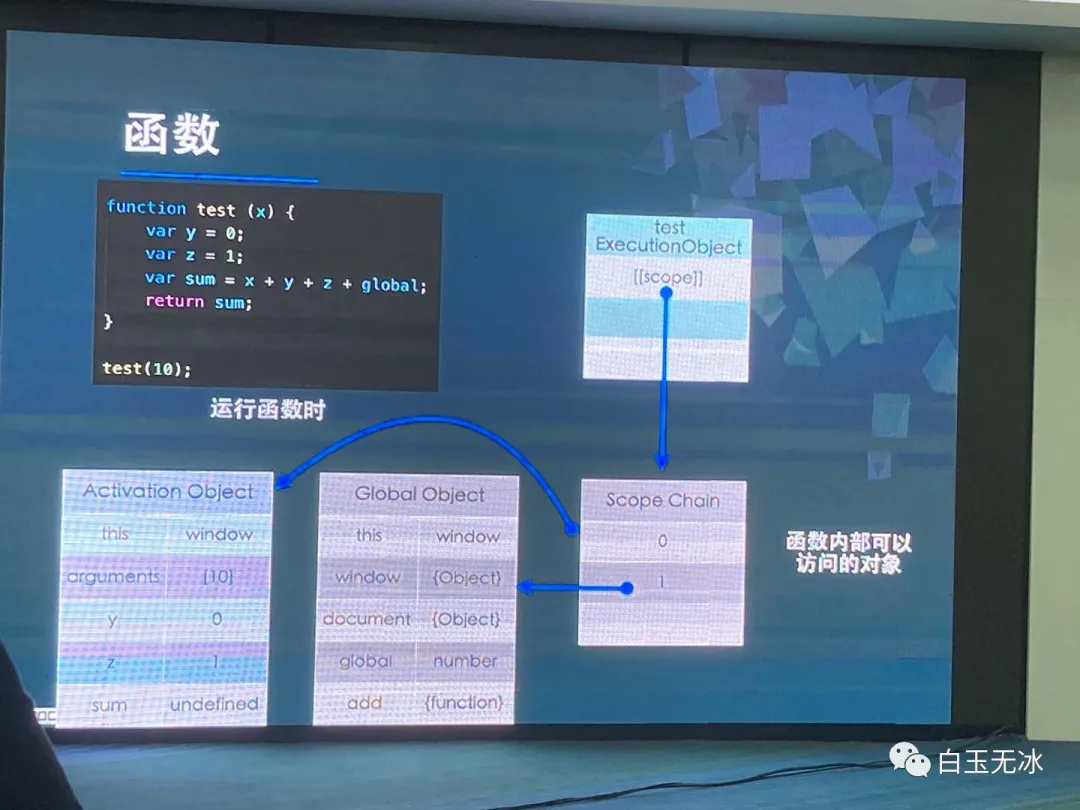 函数
function test (x) {
var y = 0;
var z = 1;
var sum = x + y + z + global;
return sum;
}
test(10);
运行函数时
test
ExecutionObject
[[scope]]
Activation Object
this window
arguments [10]
y 0
z 1
sum undefined
Global Object
this window
window {Object}
document {Object}
global number
add {function}
Scope Chain
0
1
函数内部可以
访问的对象
白玉无冰